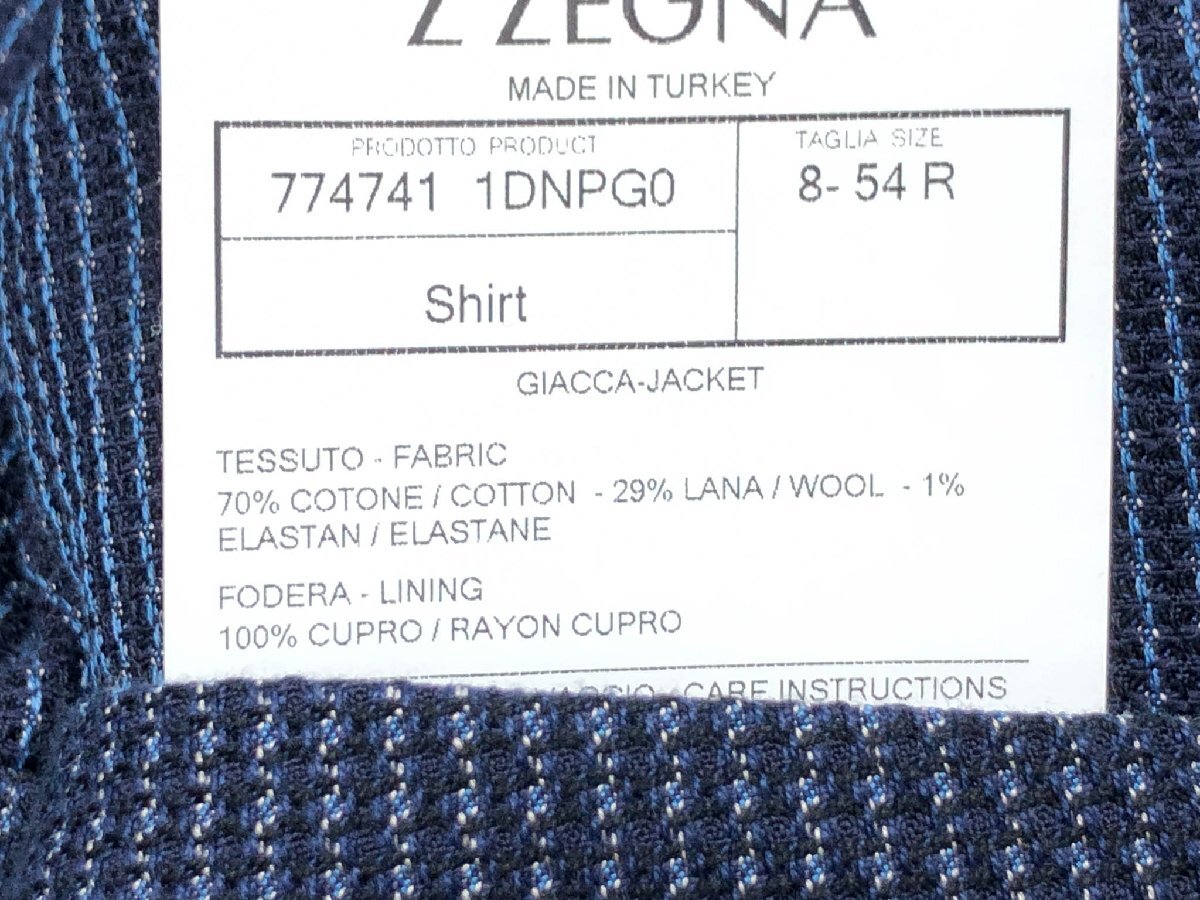 Z ZEGNA
MADE IN TURKEY
PRODOTTO PRODUCT
TAGLIA SIZE
774741 1DNPG0
8- 54 R
Shirt
GIACCA-JACKET
TESSUTO - FABRIC
70% COTONE / COTTON - 29% LANA / WOOL - 1%
ELASTAN / ELASTANE
FODERA - LINING
100% CUPRO / RAYON CUPRO
CARE INSTRUCTIONS